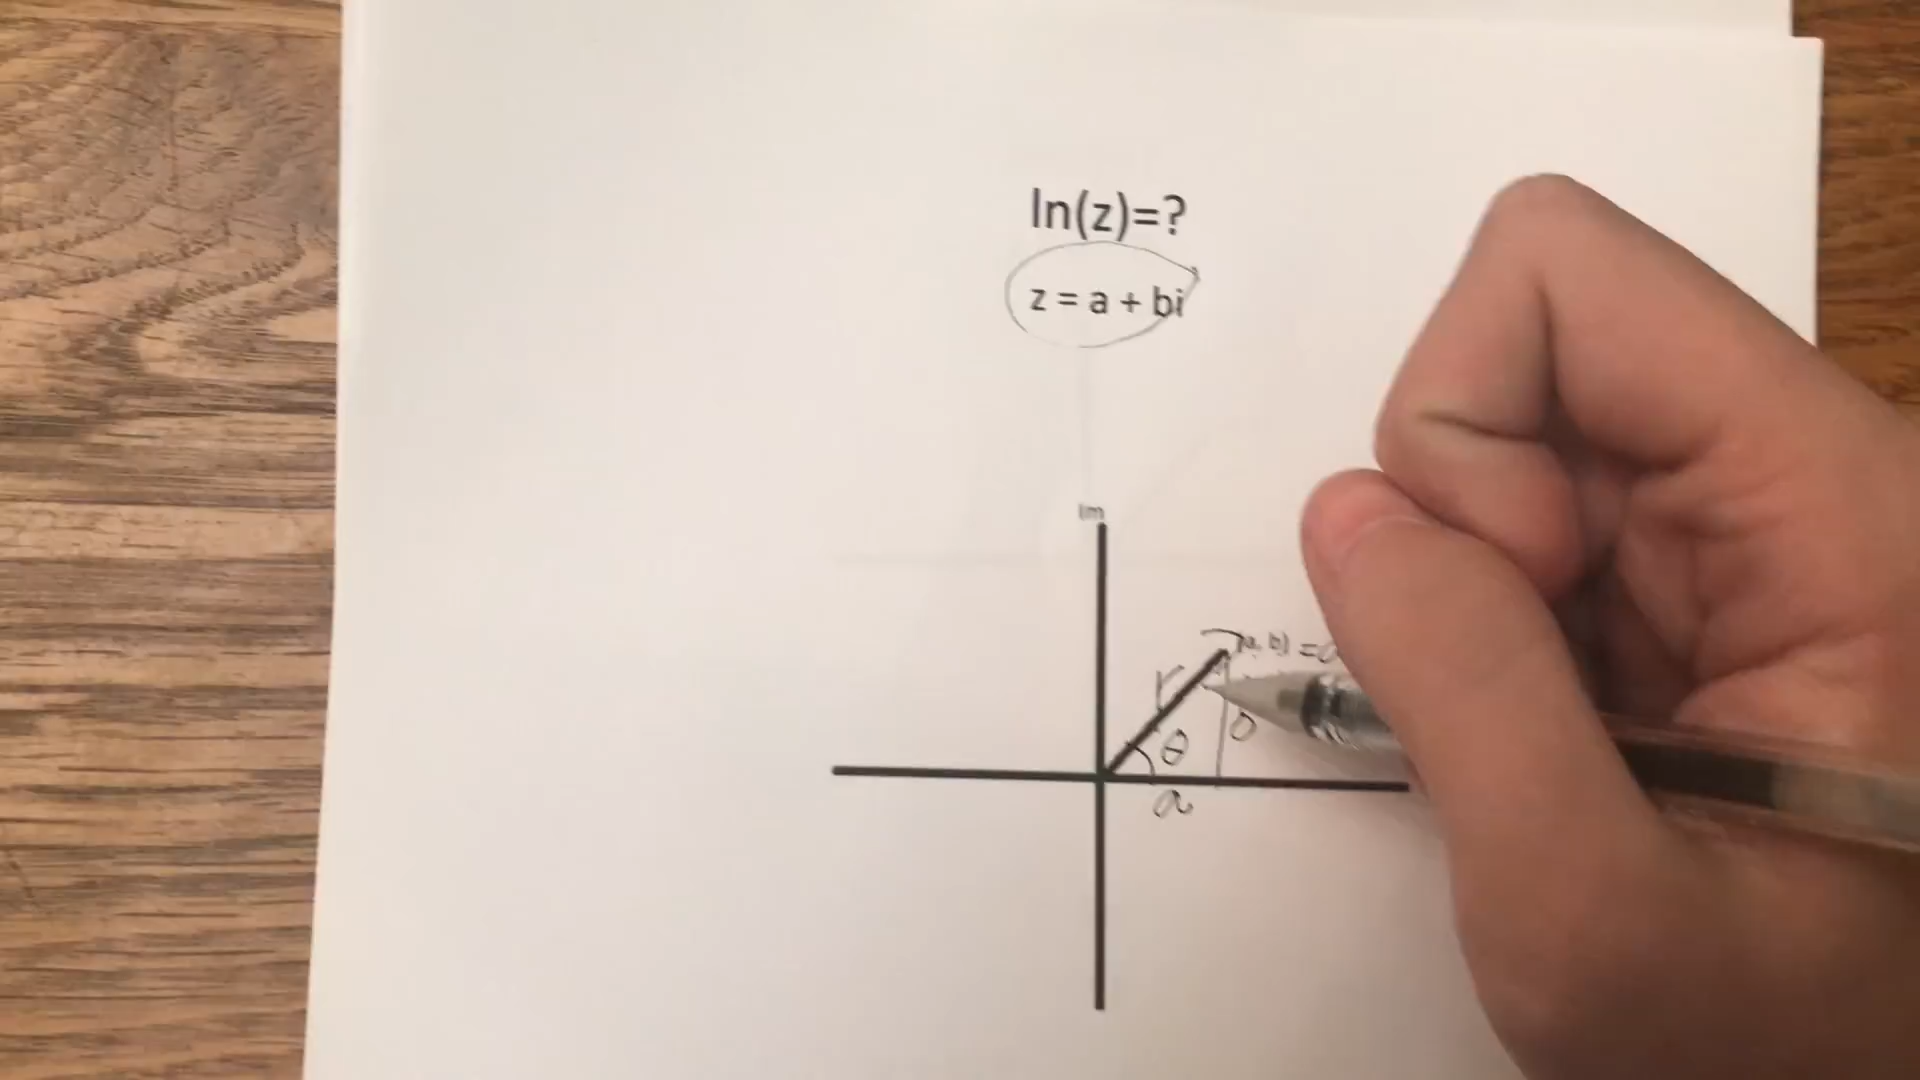 ln(z)=?
z = a + bi
Im
(a, b) =
r
θ
a